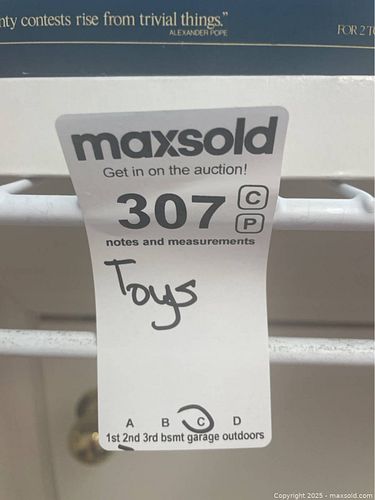 nty contests rise from trivial things."
ALEXANDER POPE
FOR 2 T
maxsold
Get in on the auction!
307 C
P
notes and measurements
Toys
A B C D
1st 2nd 3rd bsmt garage outdoors
Copyright 2025 - maxsold.com